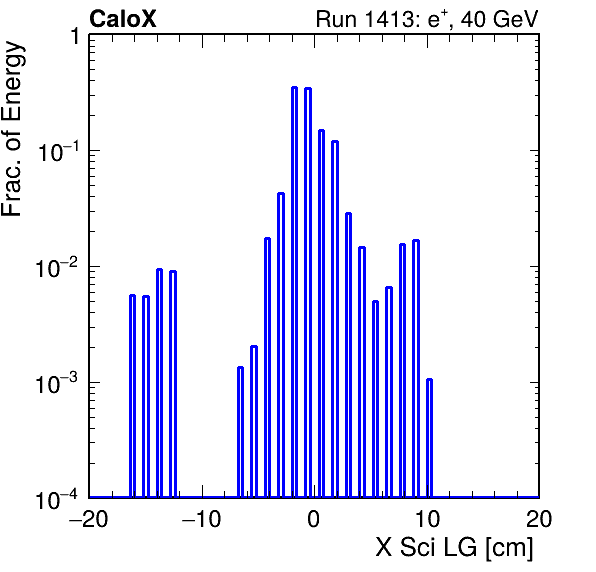 CaloX Run 1413: e⁺, 40 GeV
Frac. of Energy
1
10⁻¹
10⁻²
10⁻³
10⁻⁴
−20 −10 0 10 20
X Sci LG [cm]